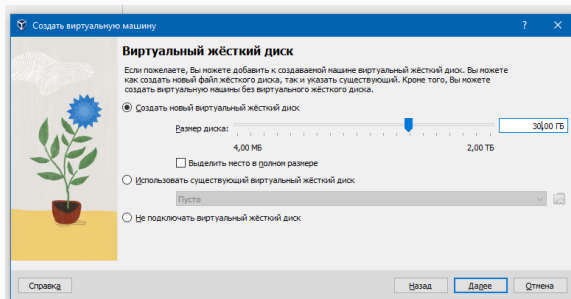 Создать виртуальную машину
Виртуальный жёсткий диск
Если пожелаете, Вы можете добавить к создаваемой машине виртуальный жёсткий диск. Вы можете
как создать новый файл жёсткого диска, так и указать существующий. Кроме того, Вы можете
создать виртуальную машины без виртуального жёсткого диска.
Создать новый виртуальный жёсткий диск
Размер диска:
30,00 ГБ
4,00 МБ
2,00 ТБ
Выделить место в полном размере
Использовать существующий виртуальный жёсткий диск
Пусто
Не подключать виртуальный жёсткий диск
Справка
Назад
Далее
Отмена